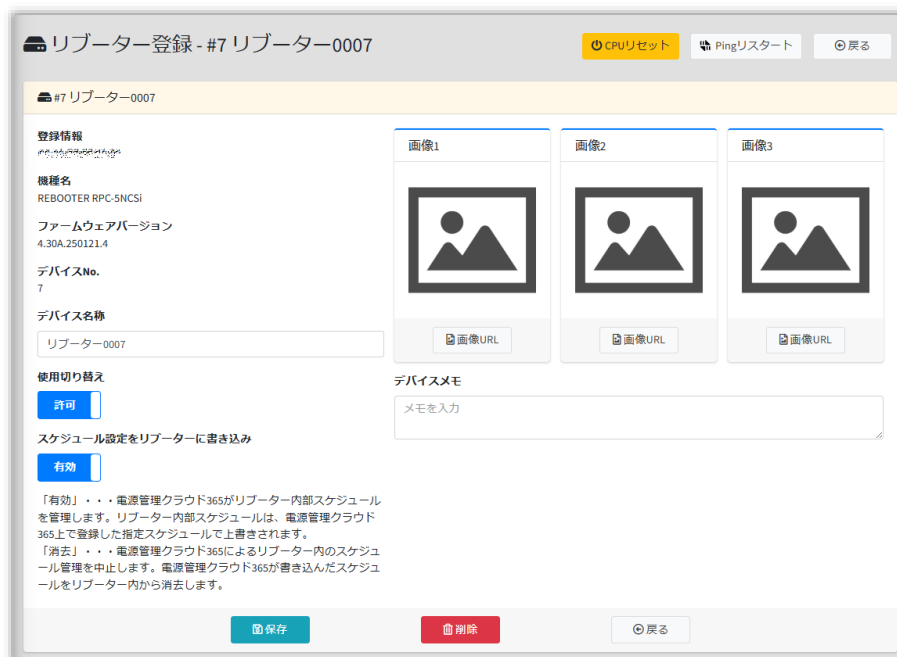 リブーター登録 - #7 リブーター0007
CPUリセット
Pingリスタート
戻る
#7 リブーター0007
登録情報
機種名
REBOOTER RPC-5NCSi
ファームウェアバージョン
4.30A.250121.4
デバイスNo.
7
デバイス名称
リブーター0007
使用切り替え
許可
スケジュール設定をリブーターに書き込み
有効
「有効」・・・電源管理クラウド365がリブーター内部スケジュール
を管理します。リブーター内部スケジュールは、電源管理クラウド
365上で登録した指定スケジュールで上書きされます。
「消去」・・・電源管理クラウド365によるリブーター内のスケジュ
ール管理を中止します。電源管理クラウド365が書き込んだスケジュ
ールをリブーター内から消去します。
画像1
画像2
画像3
画像URL
画像URL
画像URL
デバイスメモ
メモを入力
保存
削除
戻る